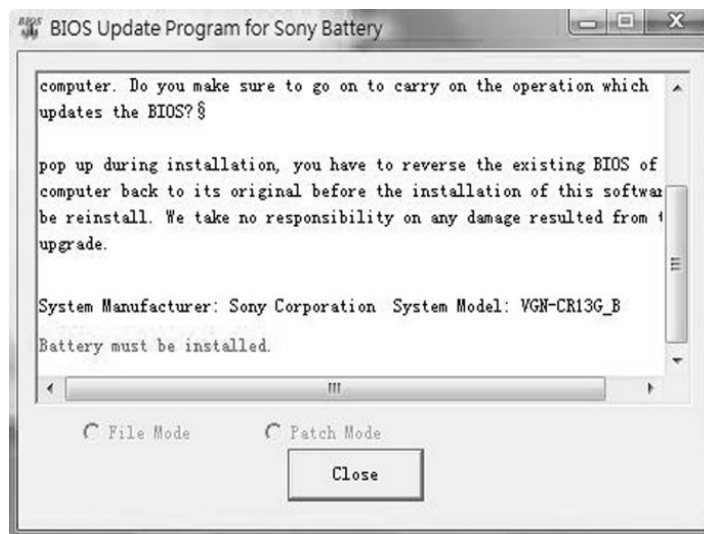 BIOS Update Program for Sony Battery
computer. Do you make sure to go on to carry on the operation which
updates the BIOS?§
pop up during installation, you have to reverse the existing BIOS of
computer back to its original before the installation of this softwar
be reinstall. We take no responsibility on any damage resulted from
upgrade.
System Manufacturer: Sony Corporation System Model: VGN-CR13G_B
Battery must be installed.
File Mode Patch Mode
Close